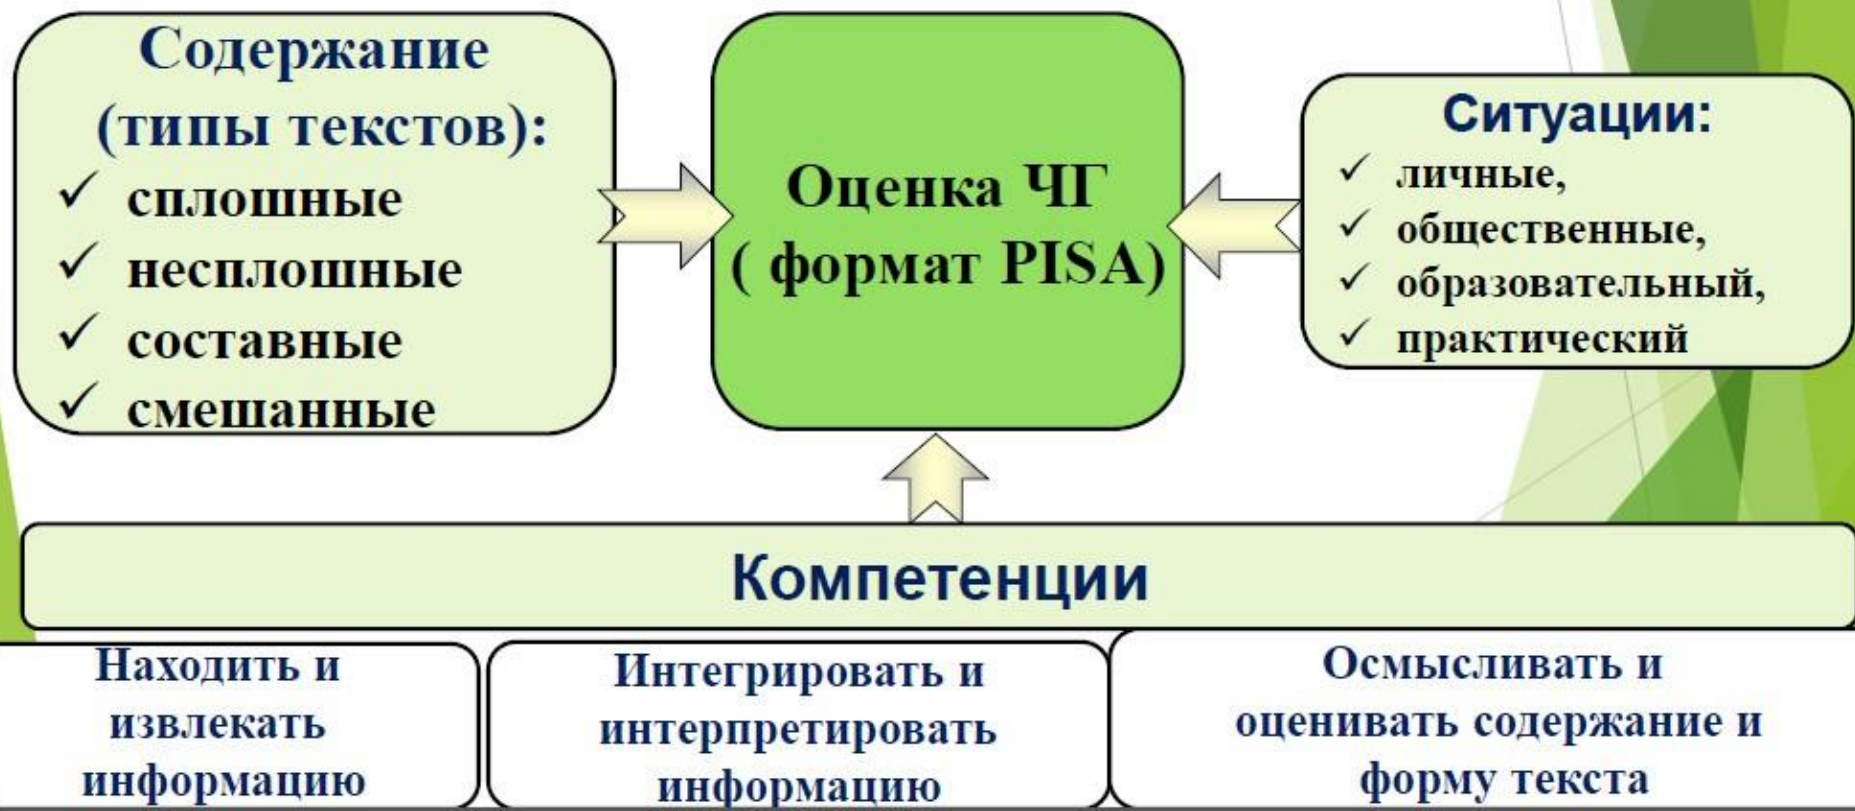 Содержание
(типы текстов):
✓ сплошные
✓ несплошные
✓ составные
✓ смешанные
Оценка ЧГ
( формат PISA)
Ситуации:
✓ личные,
✓ общественные,
✓ образовательный,
✓ практический
Компетенции
Находить и
извлекать
информацию
Интегрировать и
интерпретировать
информацию
Осмысливать и
оценивать содержание и
форму текста